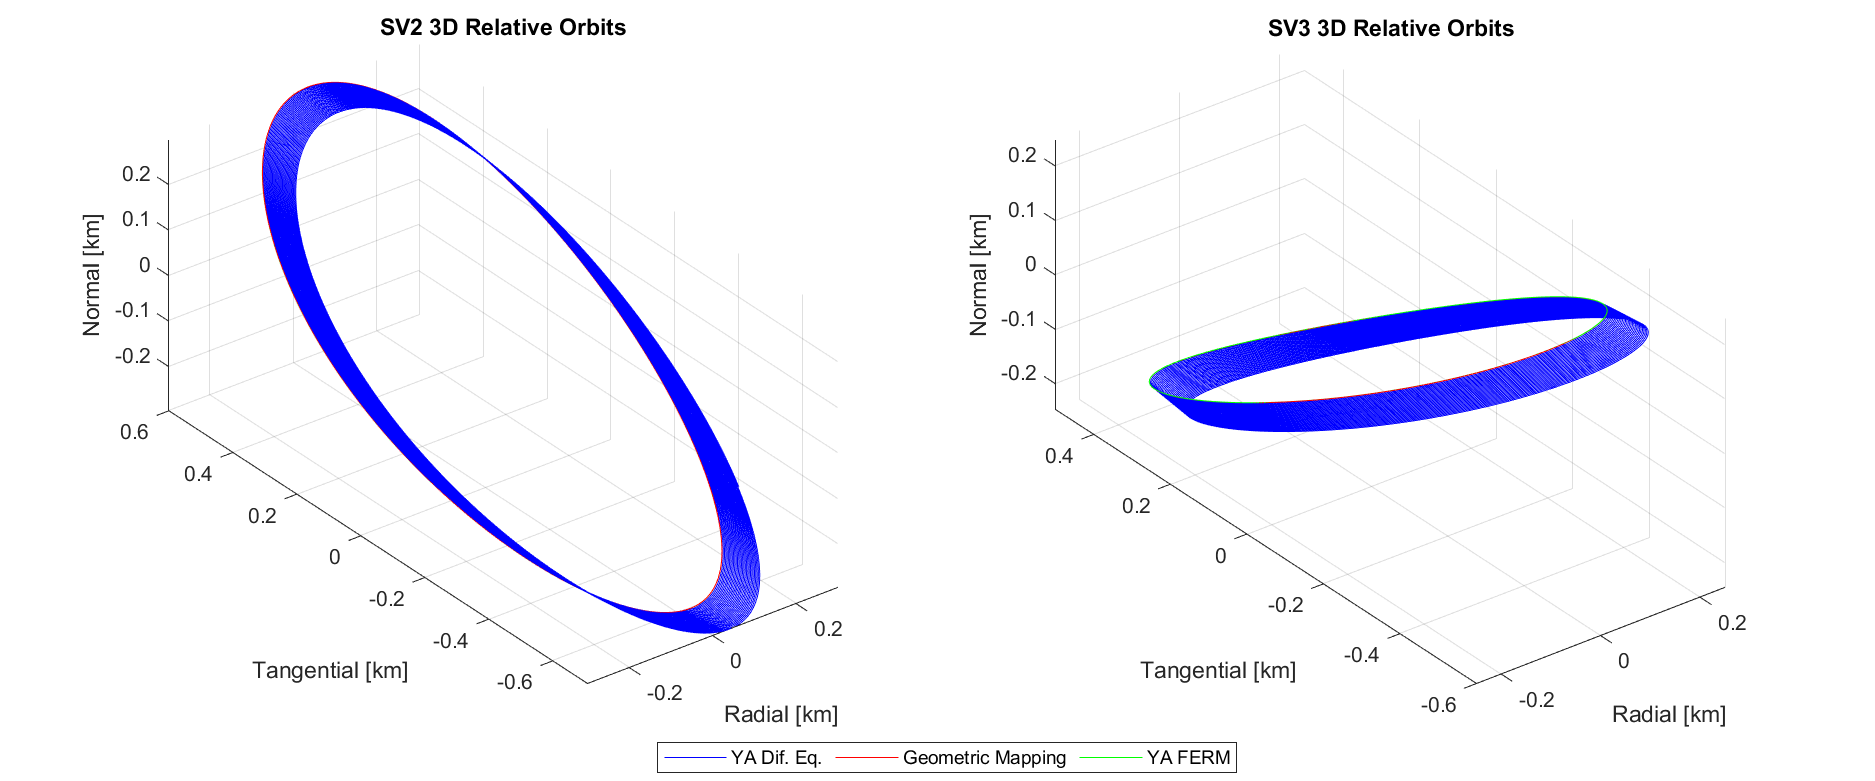 SV2 3D Relative Orbits
Normal [km]
0.2
0.1
0
-0.1
-0.2
0.6
0.4
0.2
0
-0.2
-0.4
-0.6
Tangential [km]
-0.2
0
0.2
Radial [km]
SV3 3D Relative Orbits
Normal [km]
0.2
0.1
0
-0.1
-0.2
0.4
0.2
0
-0.2
-0.4
-0.6
Tangential [km]
-0.2
0
0.2
Radial [km]
YA Dif. Eq.
Geometric Mapping
YA FERM